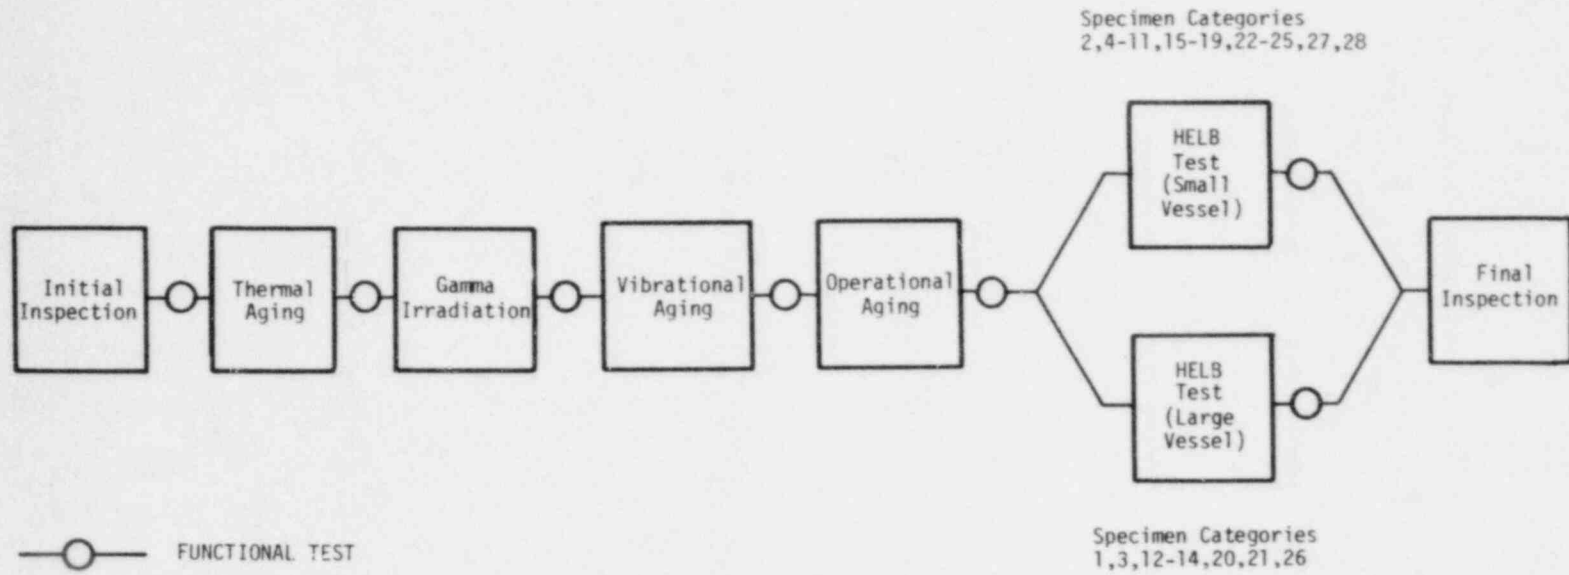 Specimen Categories
2,4-11,15-19,22-25,27,28
Initial
Inspection
Thermal
Aging
Gamma
Irradiation
Vibrational
Aging
Operational
Aging
HELB
Test
(Small
Vessel)
HELB
Test
(Large
Vessel)
Final
Inspection
Specimen Categories
1,3,12-14,20,21,26
FUNCTIONAL TEST